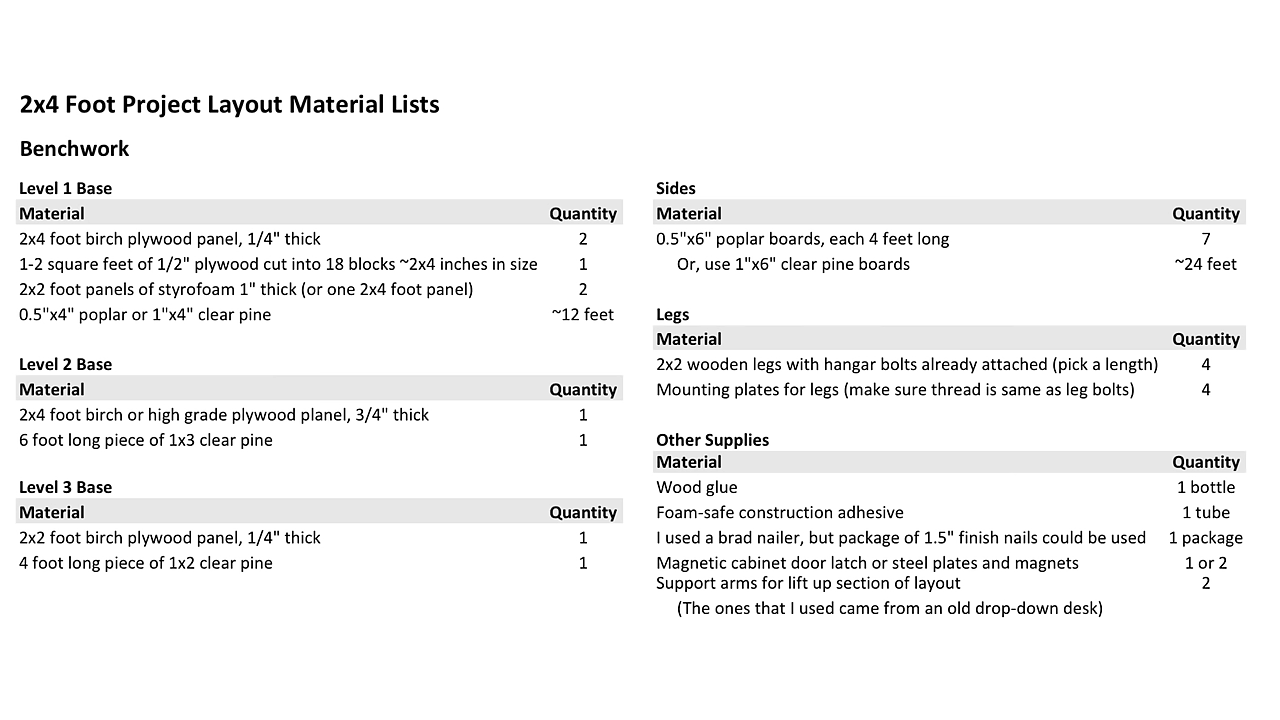 2x4 Foot Project Layout Material Lists
Benchwork
Level 1 Base
Material Quantity
2x4 foot birch plywood panel, 1/4" thick 2
1-2 square feet of 1/2" plywood cut into 18 blocks ~2x4 inches in size 1
2x2 foot panels of styrofoam 1" thick (or one 2x4 foot panel) 2
0.5"x4" poplar or 1"x4" clear pine ~12 feet
Level 2 Base
Material Quantity
2x4 foot birch or high grade plywood planel, 3/4" thick 1
6 foot long piece of 1x3 clear pine 1
Level 3 Base
Material Quantity
2x2 foot birch plywood panel, 1/4" thick 1
4 foot long piece of 1x2 clear pine 1
Sides
Material Quantity
0.5"x6" poplar boards, each 4 feet long 7
Or, use 1"x6" clear pine boards ~24 feet
Legs
Material Quantity
2x2 wooden legs with hangar bolts already attached (pick a length) 4
Mounting plates for legs (make sure thread is same as leg bolts) 4
Other Supplies
Material Quantity
Wood glue 1 bottle
Foam-safe construction adhesive 1 tube
I used a brad nailer, but package of 1.5" finish nails could be used 1 package
Magnetic cabinet door latch or steel plates and magnets 1 or 2
Support arms for lift up section of layout 2
(The ones that I used came from an old drop-down desk)